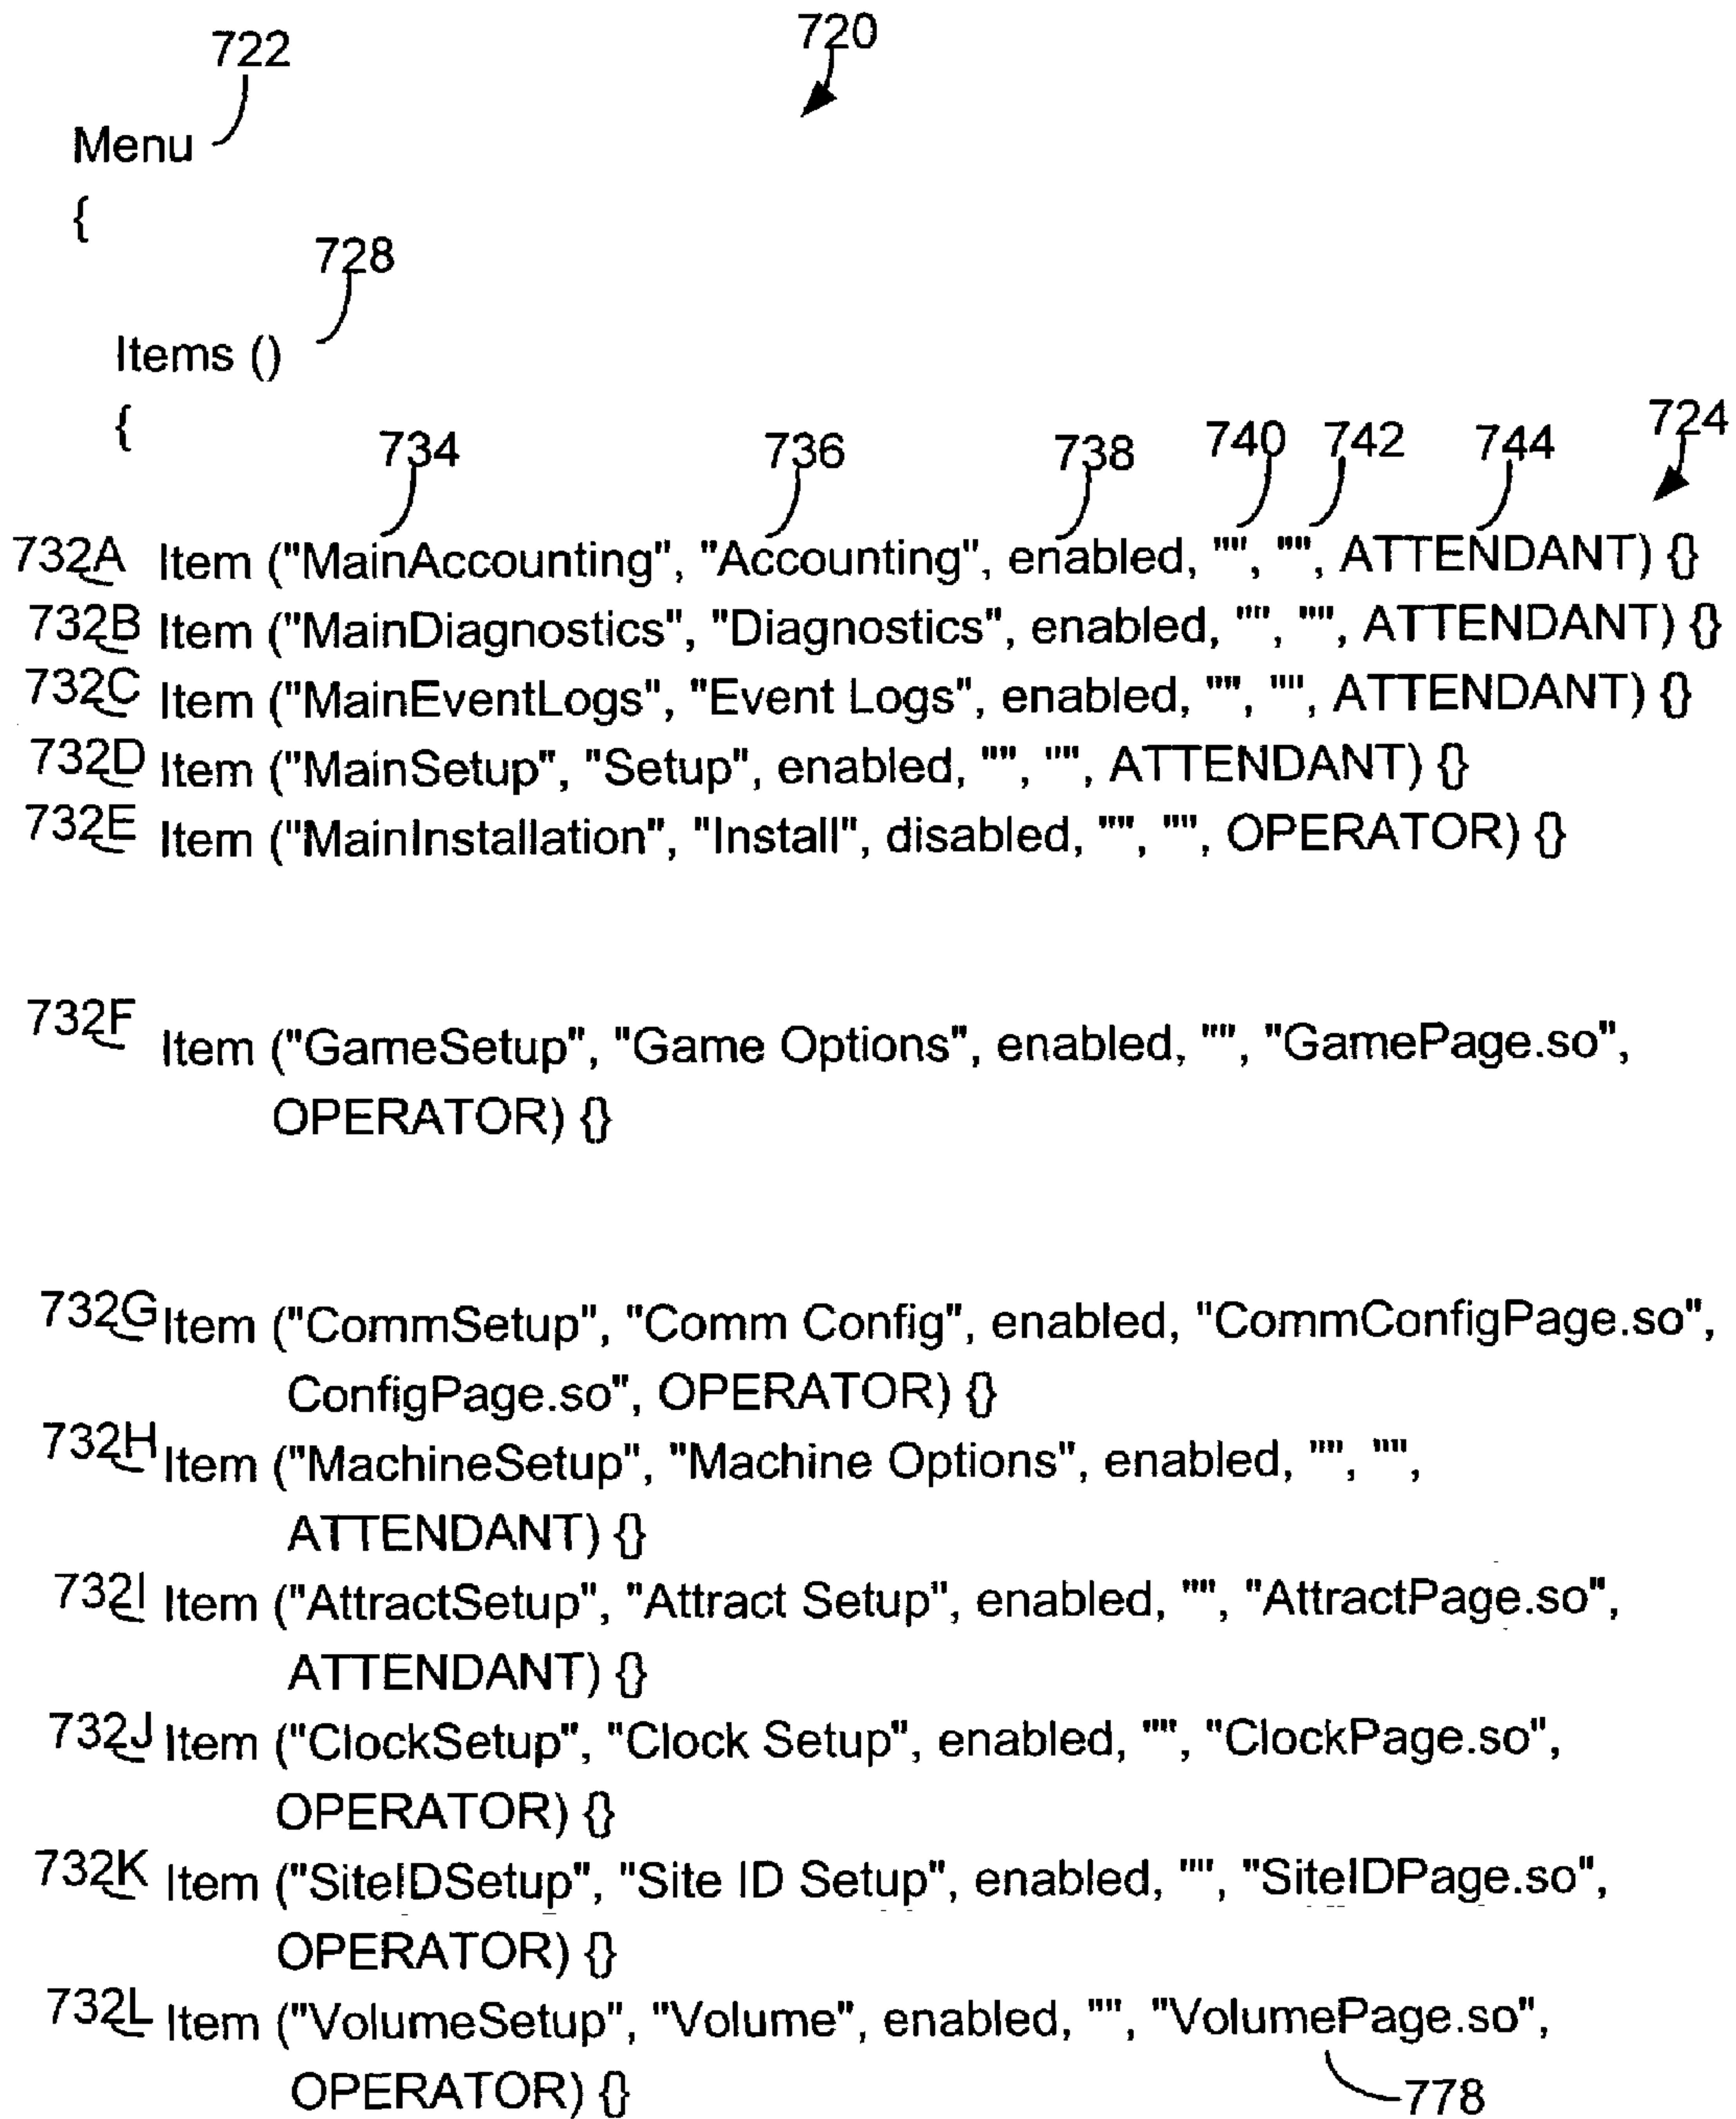 720
722
Menu
{
728
Items ()
{
734 736 738 740 742 744 724
732A Item ("MainAccounting", "Accounting", enabled, "", "", ATTENDANT) {}
732B Item ("MainDiagnostics", "Diagnostics", enabled, "", "", ATTENDANT) {}
732C Item ("MainEventLogs", "Event Logs", enabled, "", "", ATTENDANT) {}
732D Item ("MainSetup", "Setup", enabled, "", "", ATTENDANT) {}
732E Item ("MainInstallation", "Install", disabled, "", "", OPERATOR) {}
732F Item ("GameSetup", "Game Options", enabled, "", "GamePage.so",
OPERATOR) {}
732G Item ("CommSetup", "Comm Config", enabled, "CommConfigPage.so",
ConfigPage.so", OPERATOR) {}
732H Item ("MachineSetup", "Machine Options", enabled, "", "",
ATTENDANT) {}
732I Item ("AttractSetup", "Attract Setup", enabled, "", "AttractPage.so",
ATTENDANT) {}
732J Item ("ClockSetup", "Clock Setup", enabled, "", "ClockPage.so",
OPERATOR) {}
732K Item ("SiteIDSetup", "Site ID Setup", enabled, "", "SiteIDPage.so",
OPERATOR) {}
732L Item ("VolumeSetup", "Volume", enabled, "", "VolumePage.so",
OPERATOR) {}
778